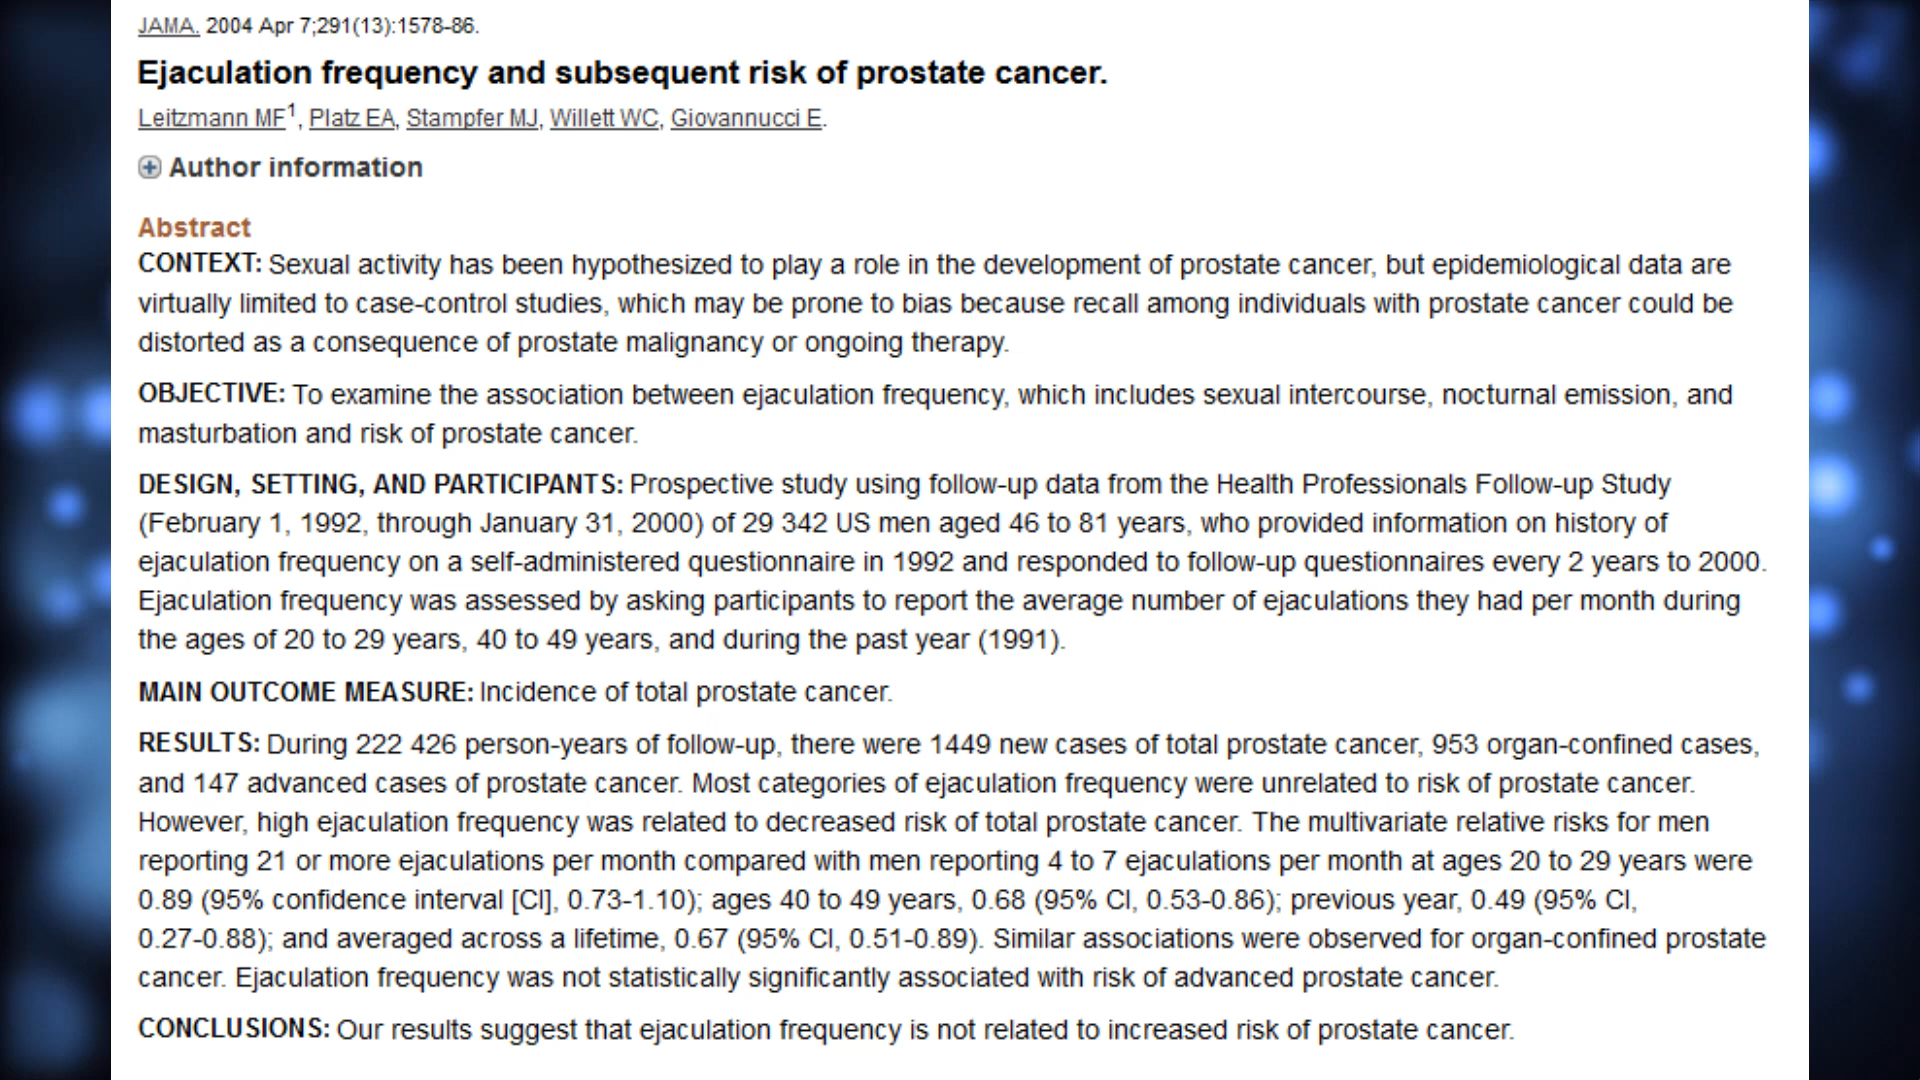 JAMA. 2004 Apr 7;291(13):1578-86.
Ejaculation frequency and subsequent risk of prostate cancer.
Leitzmann MF1, Platz EA, Stampfer MJ, Willett WC, Giovannucci E.
Author information
Abstract
CONTEXT: Sexual activity has been hypothesized to play a role in the development of prostate cancer, but epidemiological data are
virtually limited to case-control studies, which may be prone to bias because recall among individuals with prostate cancer could be
distorted as a consequence of prostate malignancy or ongoing therapy.
OBJECTIVE: To examine the association between ejaculation frequency, which includes sexual intercourse, nocturnal emission, and
masturbation and risk of prostate cancer.
DESIGN, SETTING, AND PARTICIPANTS: Prospective study using follow-up data from the Health Professionals Follow-up Study
(February 1, 1992, through January 31, 2000) of 29 342 US men aged 46 to 81 years, who provided information on history of
ejaculation frequency on a self-administered questionnaire in 1992 and responded to follow-up questionnaires every 2 years to 2000.
Ejaculation frequency was assessed by asking participants to report the average number of ejaculations they had per month during
the ages of 20 to 29 years, 40 to 49 years, and during the past year (1991).
MAIN OUTCOME MEASURE: Incidence of total prostate cancer.
RESULTS: During 222 426 person-years of follow-up, there were 1449 new cases of total prostate cancer, 953 organ-confined cases,
and 147 advanced cases of prostate cancer. Most categories of ejaculation frequency were unrelated to risk of prostate cancer.
However, high ejaculation frequency was related to decreased risk of total prostate cancer. The multivariate relative risks for men
reporting 21 or more ejaculations per month compared with men reporting 4 to 7 ejaculations per month at ages 20 to 29 years were
0.89 (95% confidence interval [CI], 0.73-1.10); ages 40 to 49 years, 0.68 (95% CI, 0.53-0.86); previous year, 0.49 (95% CI,
0.27-0.88); and averaged across a lifetime, 0.67 (95% CI, 0.51-0.89). Similar associations were observed for organ-confined prostate
cancer. Ejaculation frequency was not statistically significantly associated with risk of advanced prostate cancer.
CONCLUSIONS: Our results suggest that ejaculation frequency is not related to increased risk of prostate cancer.